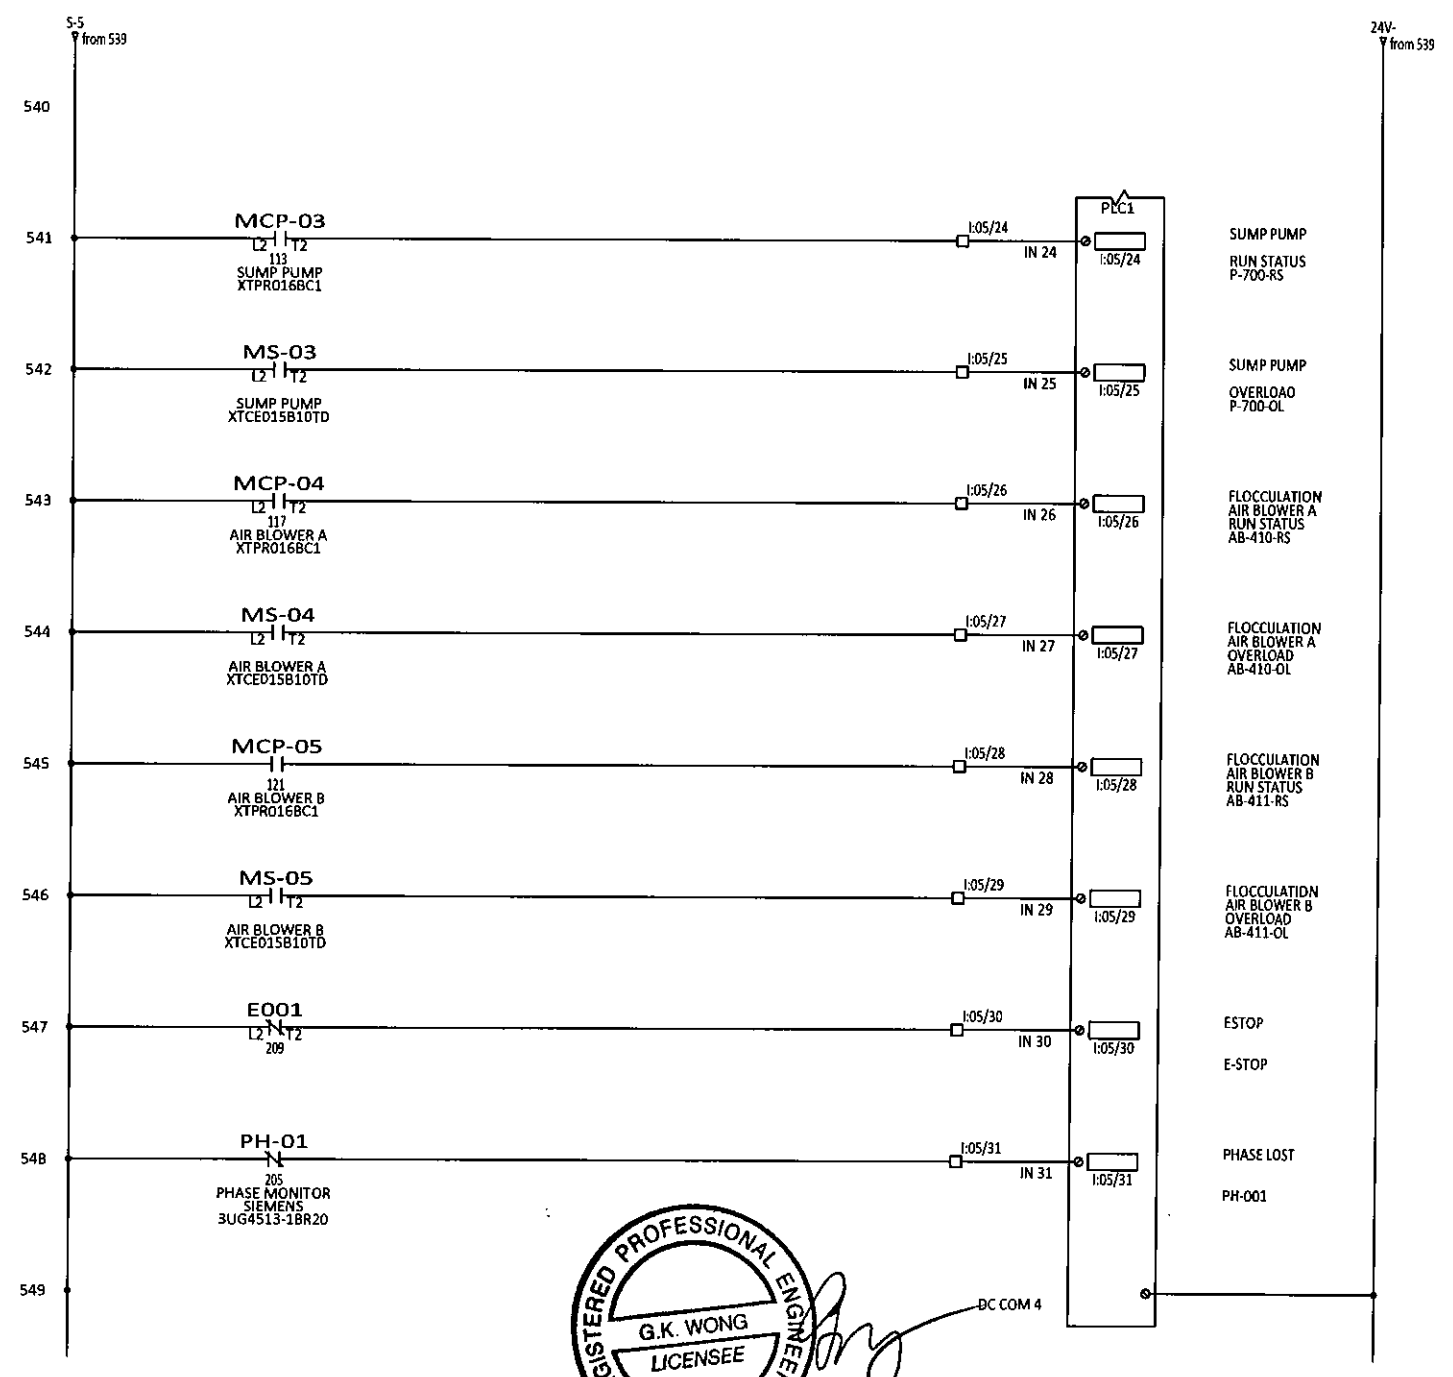 S-5
from 539
24V-
from 539
540
541
MCP-03
L2 T2
113
SUMP PUMP
XTPR016BC1
I:05/24
IN 24
PLC1
I:05/24
SUMP PUMP
RUN STATUS
P-700-RS
542
MS-03
L2 T2
SUMP PUMP
XTCE015B10TD
I:05/25
IN 25
I:05/25
SUMP PUMP
OVERLOAD
P-700-OL
543
MCP-04
L2 T2
117
AIR BLOWER A
XTPR016BC1
I:05/26
IN 26
I:05/26
FLOCCULATION
AIR BLOWER A
RUN STATUS
AB-410-RS
544
MS-04
L2 T2
AIR BLOWER A
XTCE015B10TD
I:05/27
IN 27
I:05/27
FLOCCULATION
AIR BLOWER A
OVERLOAD
AB-410-OL
545
MCP-05
121
AIR BLOWER B
XTPR016BC1
I:05/28
IN 28
I:05/28
FLOCCULATION
AIR BLOWER B
RUN STATUS
AB-411-RS
546
MS-05
L2 T2
AIR BLOWER B
XTCE015B10TD
I:05/29
IN 29
I:05/29
FLOCCULATION
AIR BLOWER B
OVERLOAD
AB-411-OL
547
E001
L2 T2
209
I:05/30
IN 30
I:05/30
ESTOP
E-STOP
548
PH-01
205
PHASE MONITOR
SIEMENS
3UG4513-1BR20
I:05/31
IN 31
I:05/31
PHASE LOST
PH-001
549
DC COM 4
GISTERED PROFESSIONAL ENGINEER
G.K. WONG
LICENSEE